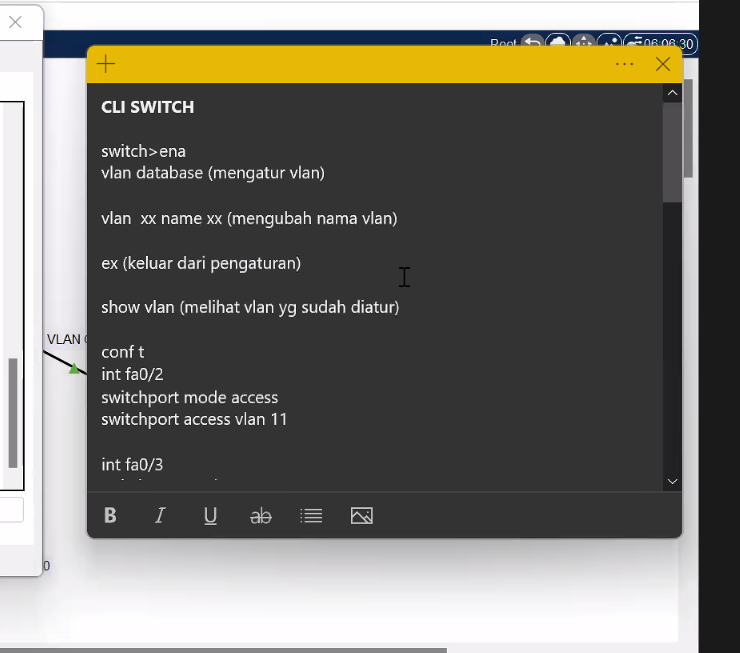 Root
06:06:30
CLI SWITCH
switch>ena
vlan database (mengatur vlan)
vlan  xx name xx (mengubah nama vlan)
ex (keluar dari pengaturan)
show vlan (melihat vlan yg sudah diatur)
VLAN
conf t
int fa0/2
switchport mode access
switchport access vlan 11
int fa0/3
B I U ab
0